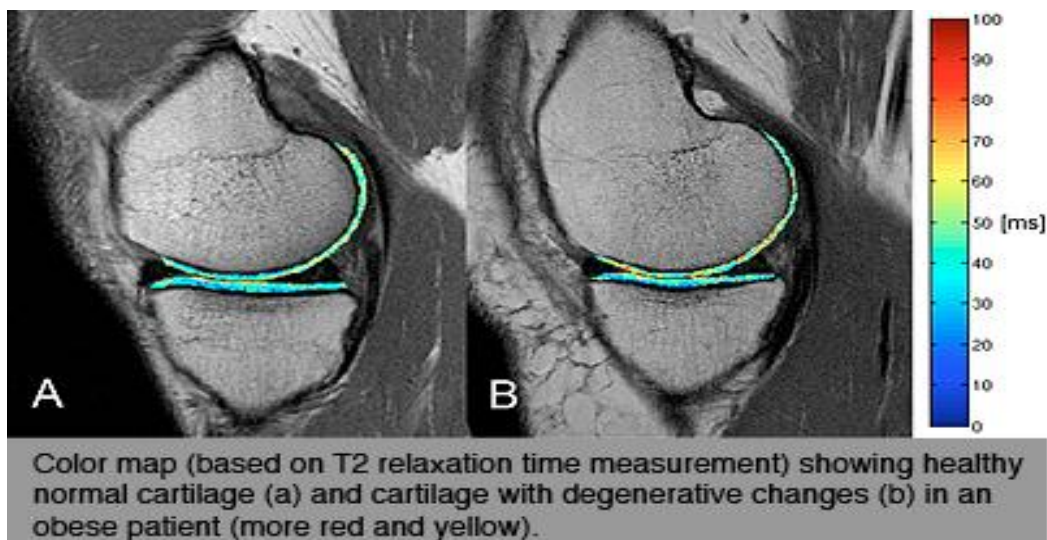 100
90
80
70
60
50 [ms]
40
30
20
10
0
A
B
Color map (based on T2 relaxation time measurement) showing healthy
normal cartilage (a) and cartilage with degenerative changes (b) in an
obese patient (more red and yellow).